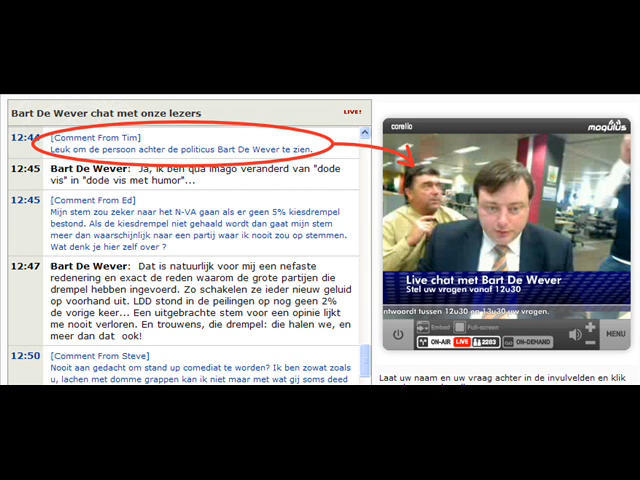 Bart De Wever chat met onze lezers
LIVE!
12:44
[Comment From Tim]
Leuk om de persoon achter de politicus Bart De Wever te zien.
12:45
Bart De Wever: Ja, ik ben qua imago veranderd van "dode
vis" in "dode vis met humor"...
12:45
[Comment From Ed]
Mijn stem zou zeker naar het N-VA gaan als er geen 5% kiesdrempel
bestond. Als de kiesdrempel niet gehaald wordt dan gaat mijn stem
meer dan waarschijnlijk naar een partij waar ik nooit zou op stemmen.
Wat denk je hier zelf over ?
12:47
Bart De Wever: Dat is natuurlijk voor mij een nefaste
redenering en exact de reden waarom de grote partijen die
drempel hebben ingevoerd. Zo schakelen ze ieder nieuw geluid
op voorhand uit. LDD stond in de peilingen op nog geen 2%
de vorige keer... Een uitgebrachte stem voor een opinie lijkt
me nooit verloren. En trouwens, die drempel: die halen we, en
meer dan dat ook!
12:50
[Comment From Steve]
Nooit aan gedacht om stand up comediat te worden? Ik ben zowat zoals
u, lachen met domme grappen kan ik niet maar met wat gij soms deed
corelio
mogulus
Live chat met Bart De Wever
Stel uw vragen vanaf 12u30
antwoordt tussen 12u30 en 13u30 uw vragen.
Embed
Full-screen
ON-AIR
LIVE
2283
ON-DEMAND
MENU
Laat uw naam en uw vraag achter in de invulvelden en klik